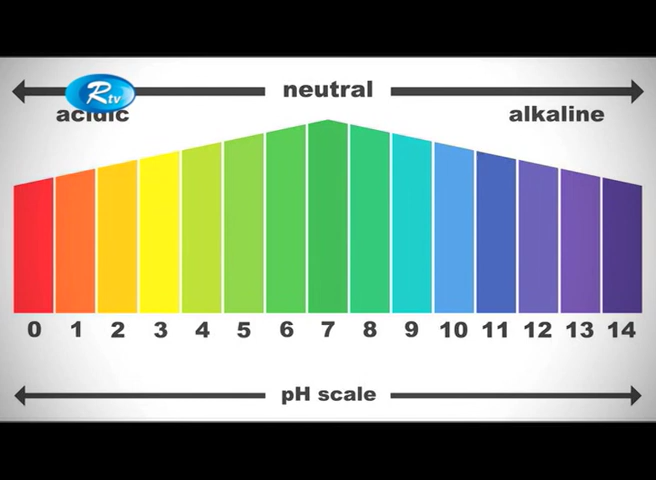 neutral
Rtv
acidic
alkaline
0 1 2 3 4 5 6 7 8 9 10 11 12 13 14
pH scale